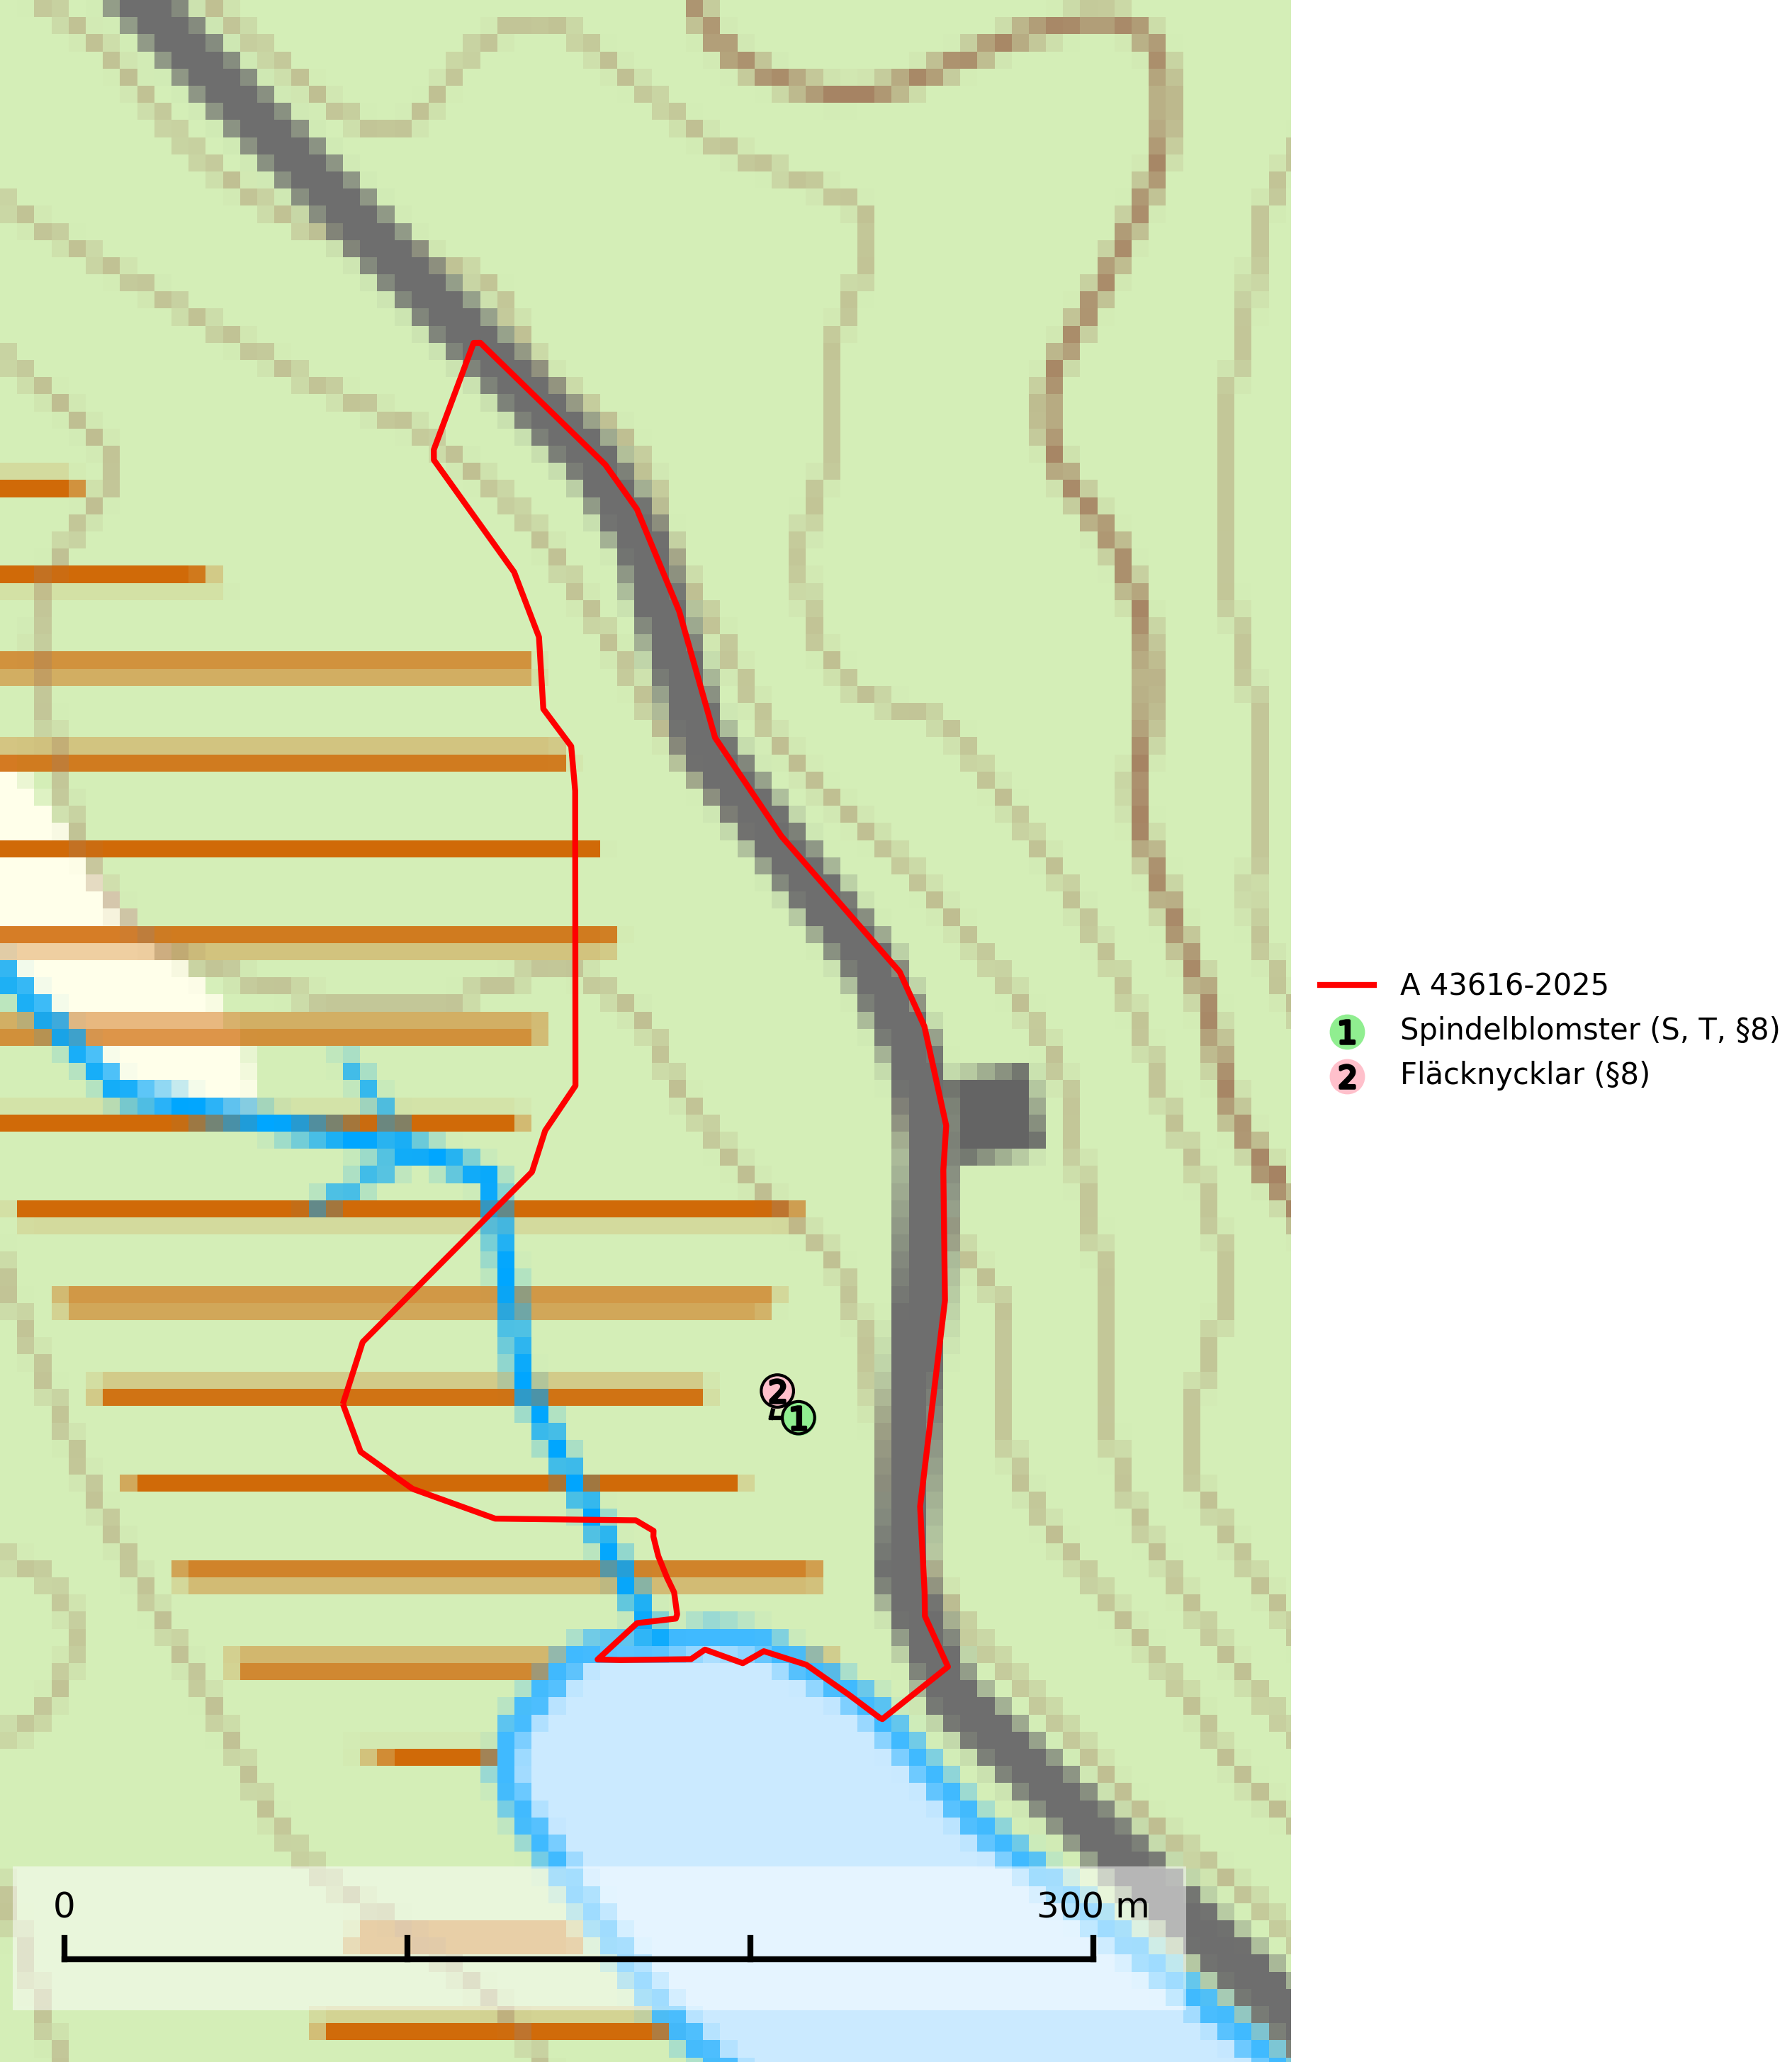 A 43616-2025
1 Spindelblomster (S, T, §8)
2 Fläcknycklar (§8)
2
1
0 300 m